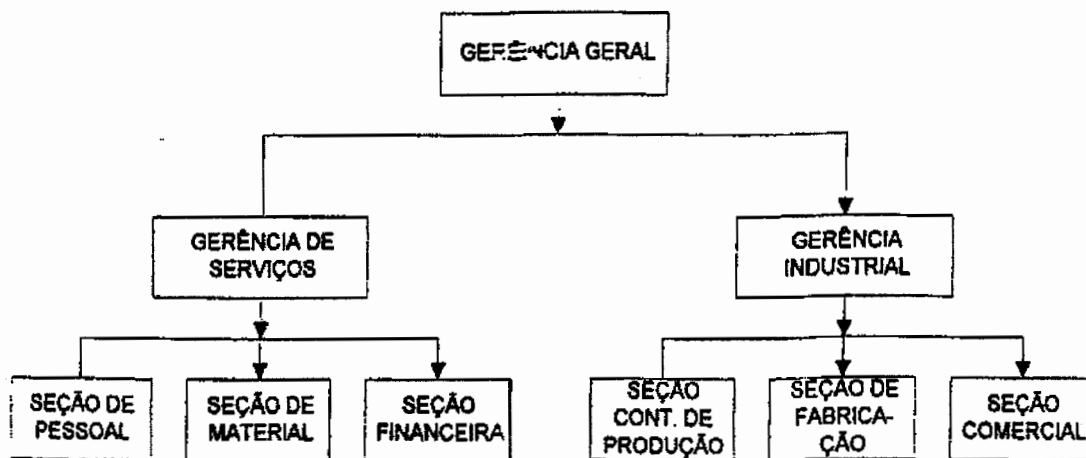 GERÊNCIA GERAL
GERÊNCIA DE
SERVIÇOS
GERÊNCIA
INDUSTRIAL
SEÇÃO DE
PESSOAL
SEÇÃO DE
MATERIAL
SEÇÃO
FINANCEIRA
SEÇÃO
CONT. DE
PRODUÇÃO
SEÇÃO DE
FABRICA-
ÇÃO
SEÇÃO
COMERCIAL